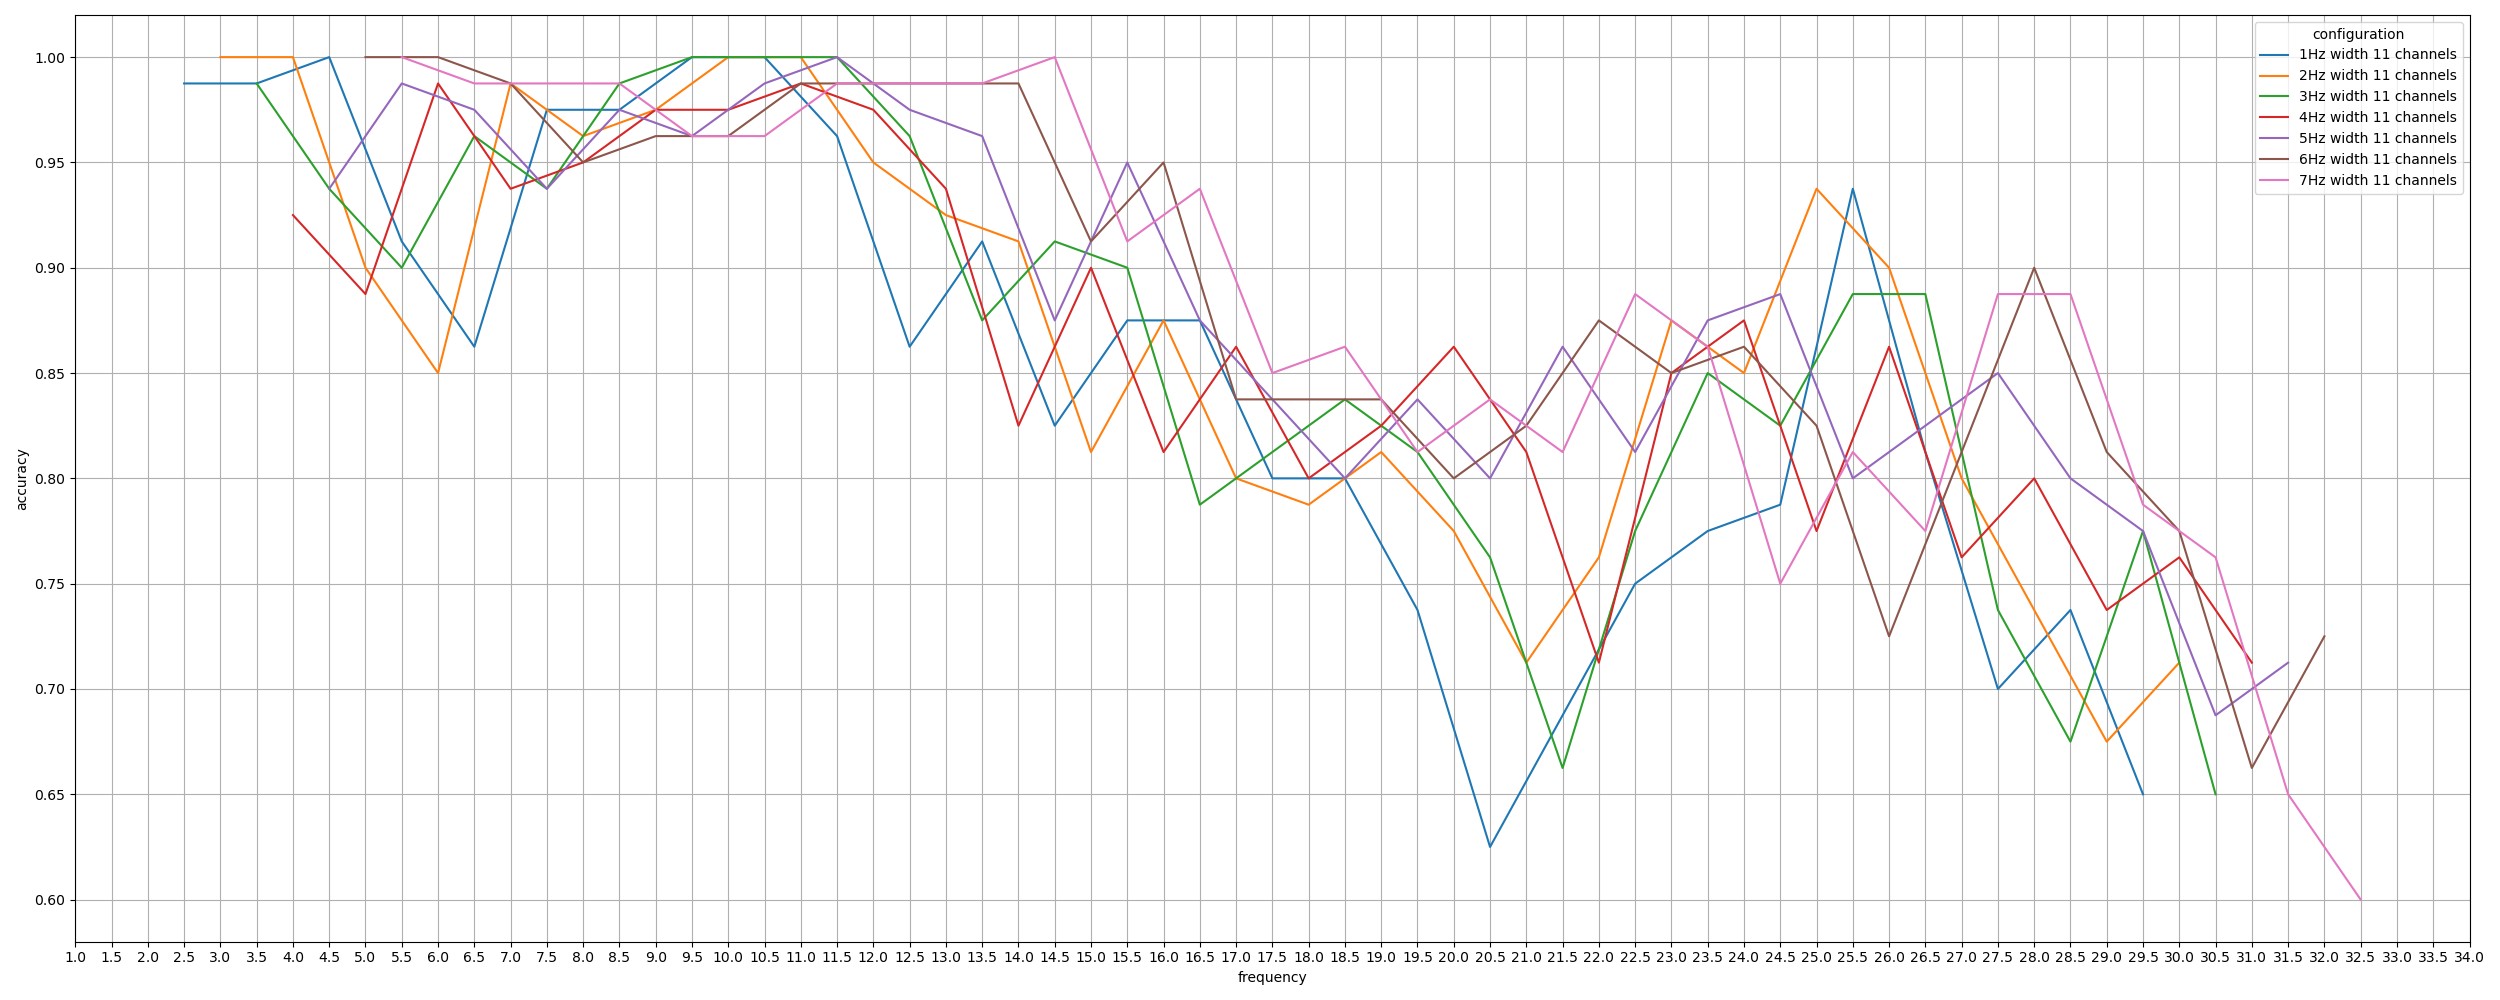 configuration
1Hz width 11 channels
2Hz width 11 channels
3Hz width 11 channels
4Hz width 11 channels
5Hz width 11 channels
6Hz width 11 channels
7Hz width 11 channels
1.00
0.95
0.90
0.85
0.80
0.75
0.70
0.65
0.60
accuracy
1.0 1.5 2.0 2.5 3.0 3.5 4.0 4.5 5.0 5.5 6.0 6.5 7.0 7.5 8.0 8.5 9.0 9.5 10.0 10.5 11.0 11.5 12.0 12.5 13.0 13.5 14.0 14.5 15.0 15.5 16.0 16.5 17.0 17.5 18.0 18.5 19.0 19.5 20.0 20.5 21.0 21.5 22.0 22.5 23.0 23.5 24.0 24.5 25.0 25.5 26.0 26.5 27.0 27.5 28.0 28.5 29.0 29.5 30.0 30.5 31.0 31.5 32.0 32.5 33.0 33.5 34.0
frequency